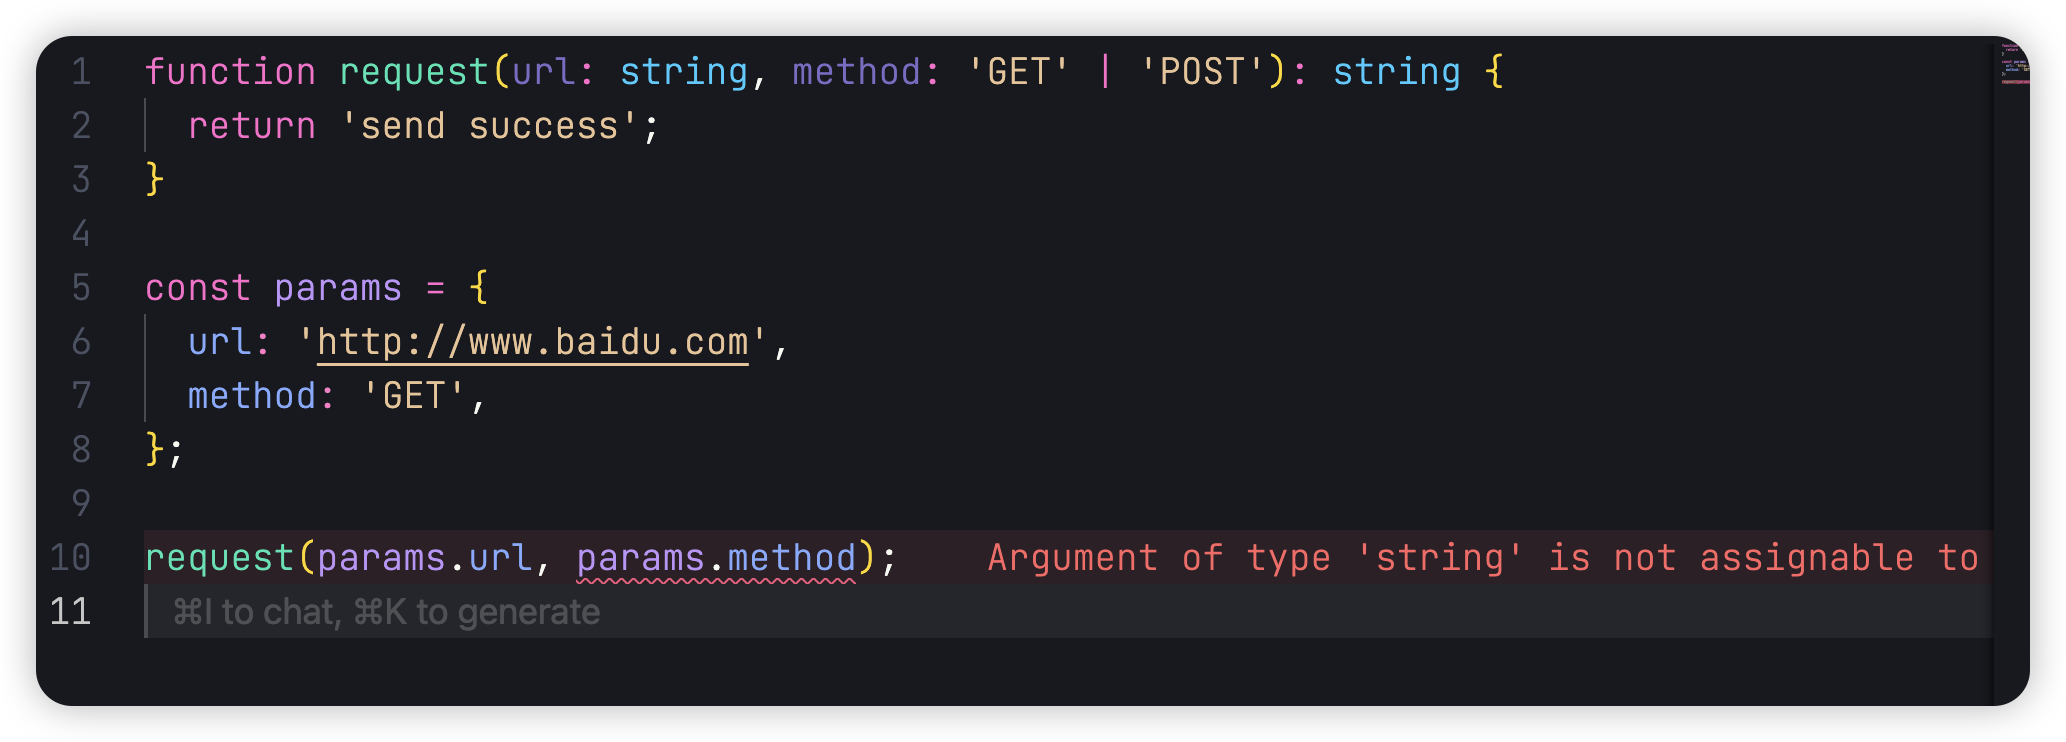 1 function request(url: string, method: 'GET' | 'POST'): string {
2 return 'send success';
3 }
4
5 const params = {
6 url: 'http://www.baidu.com',
7 method: 'GET',
8 };
9
10 request(params.url, params.method); Argument of type 'string' is not assignable to
11 ⌘I to chat, ⌘K to generate